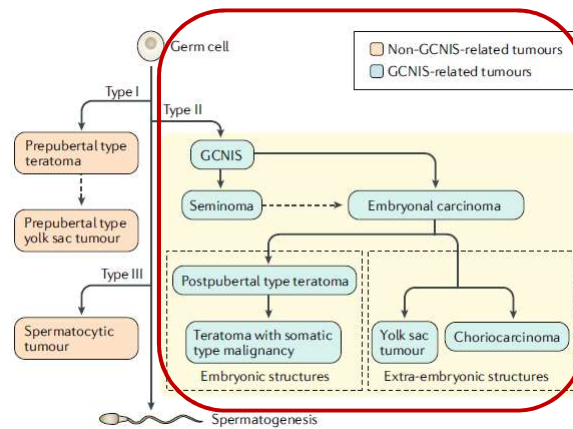 Germ cell
Non-GCNIS-related tumours
GCNIS-related tumours
Type I
Type II
Prepubertal type
teratoma
GCNIS
Seminoma
Embryonal carcinoma
Prepubertal type
yolk sac tumour
Type III
Postpubertal type teratoma
Spermatocytic
tumour
Teratoma with somatic
type malignancy
Yolk sac
tumour
Choriocarcinoma
Embryonic structures
Extra-embryonic structures
Spermatogenesis